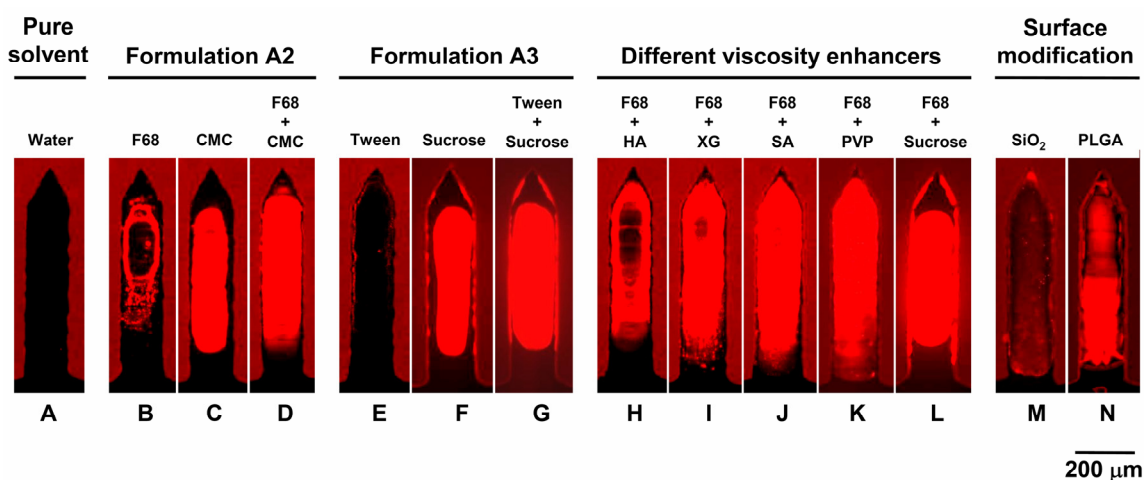 Pure
solvent
Formulation A2
Formulation A3
Different viscosity enhancers
Surface
modification
Water
F68
CMC
F68
+
CMC
Tween
Sucrose
Tween
+
Sucrose
F68
+
HA
F68
+
XG
F68
+
SA
F68
+
PVP
F68
+
Sucrose
SiO₂
PLGA
A
B
C
D
E
F
G
H
I
J
K
L
M
N
200 μm